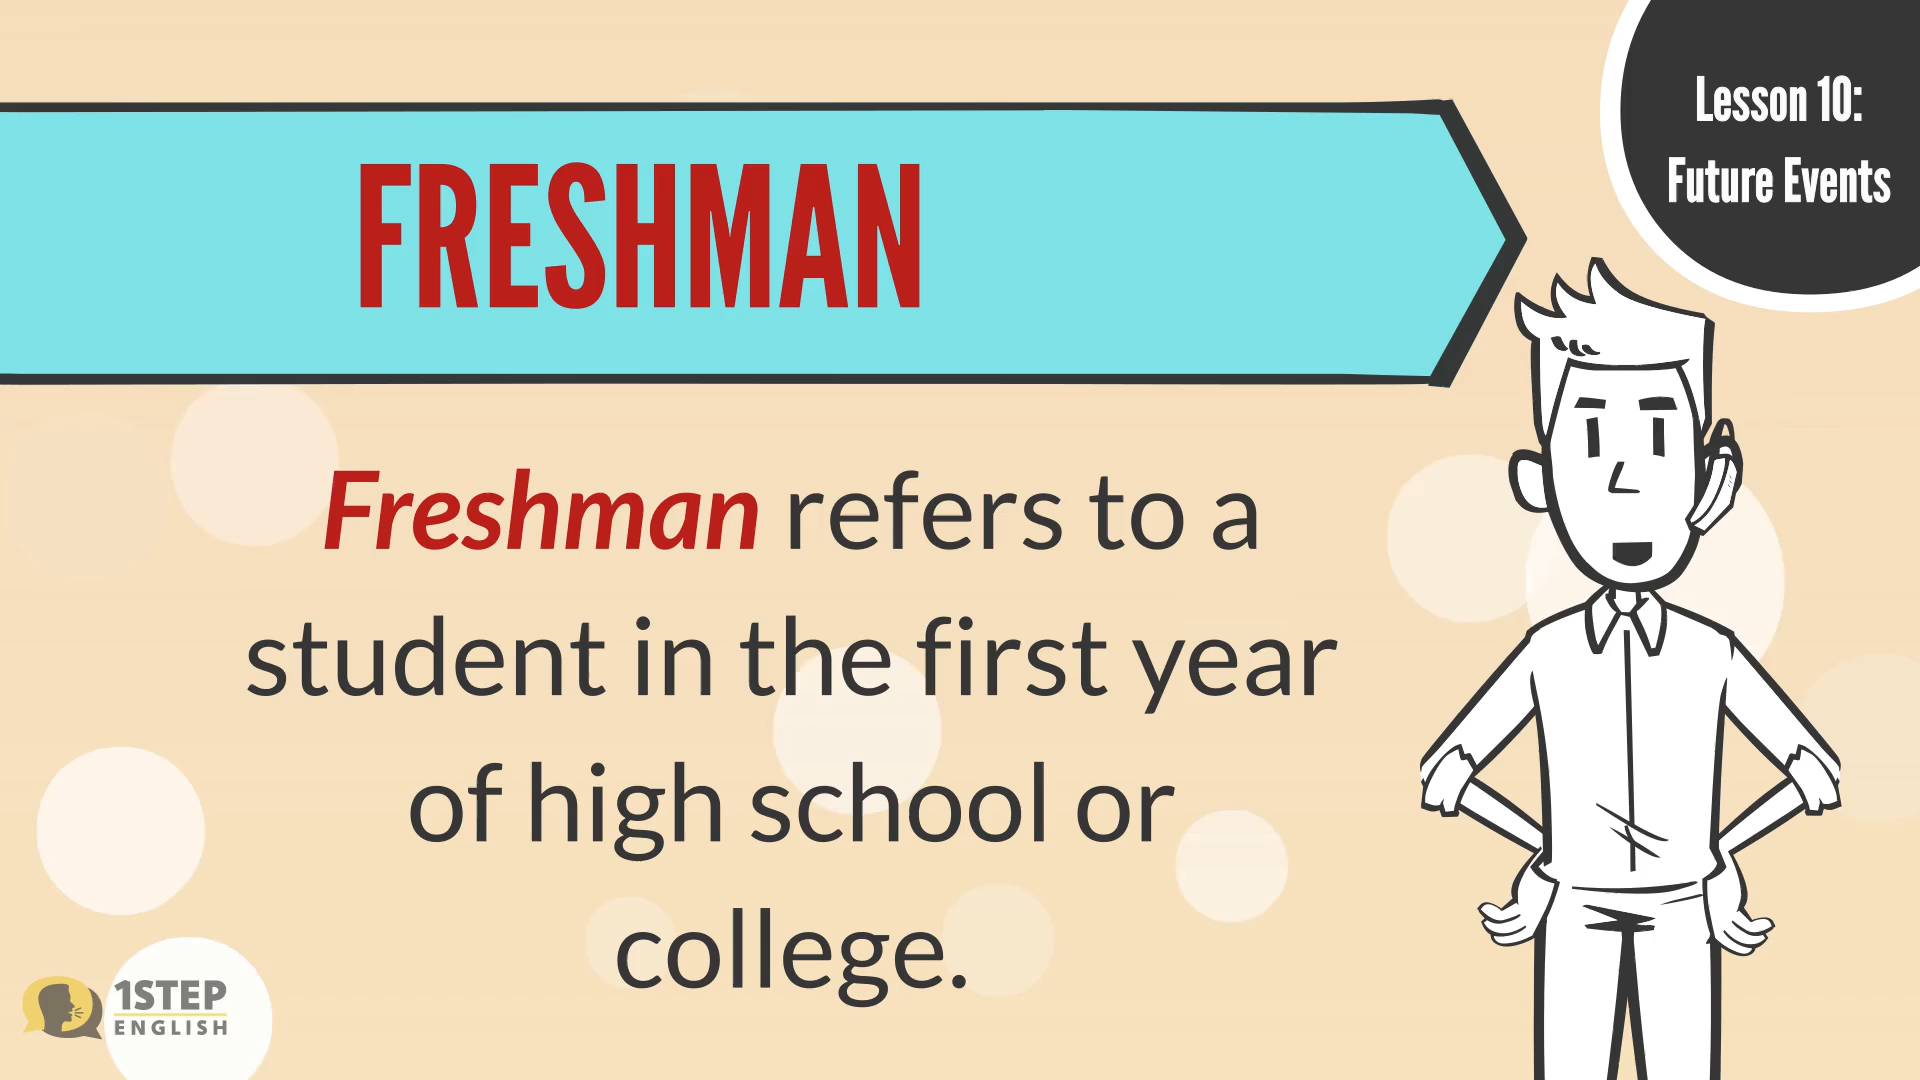 Lesson 10:
Future Events
FRESHMAN
Freshman refers to a
student in the first year
of high school or
college.
1STEP
ENGLISH